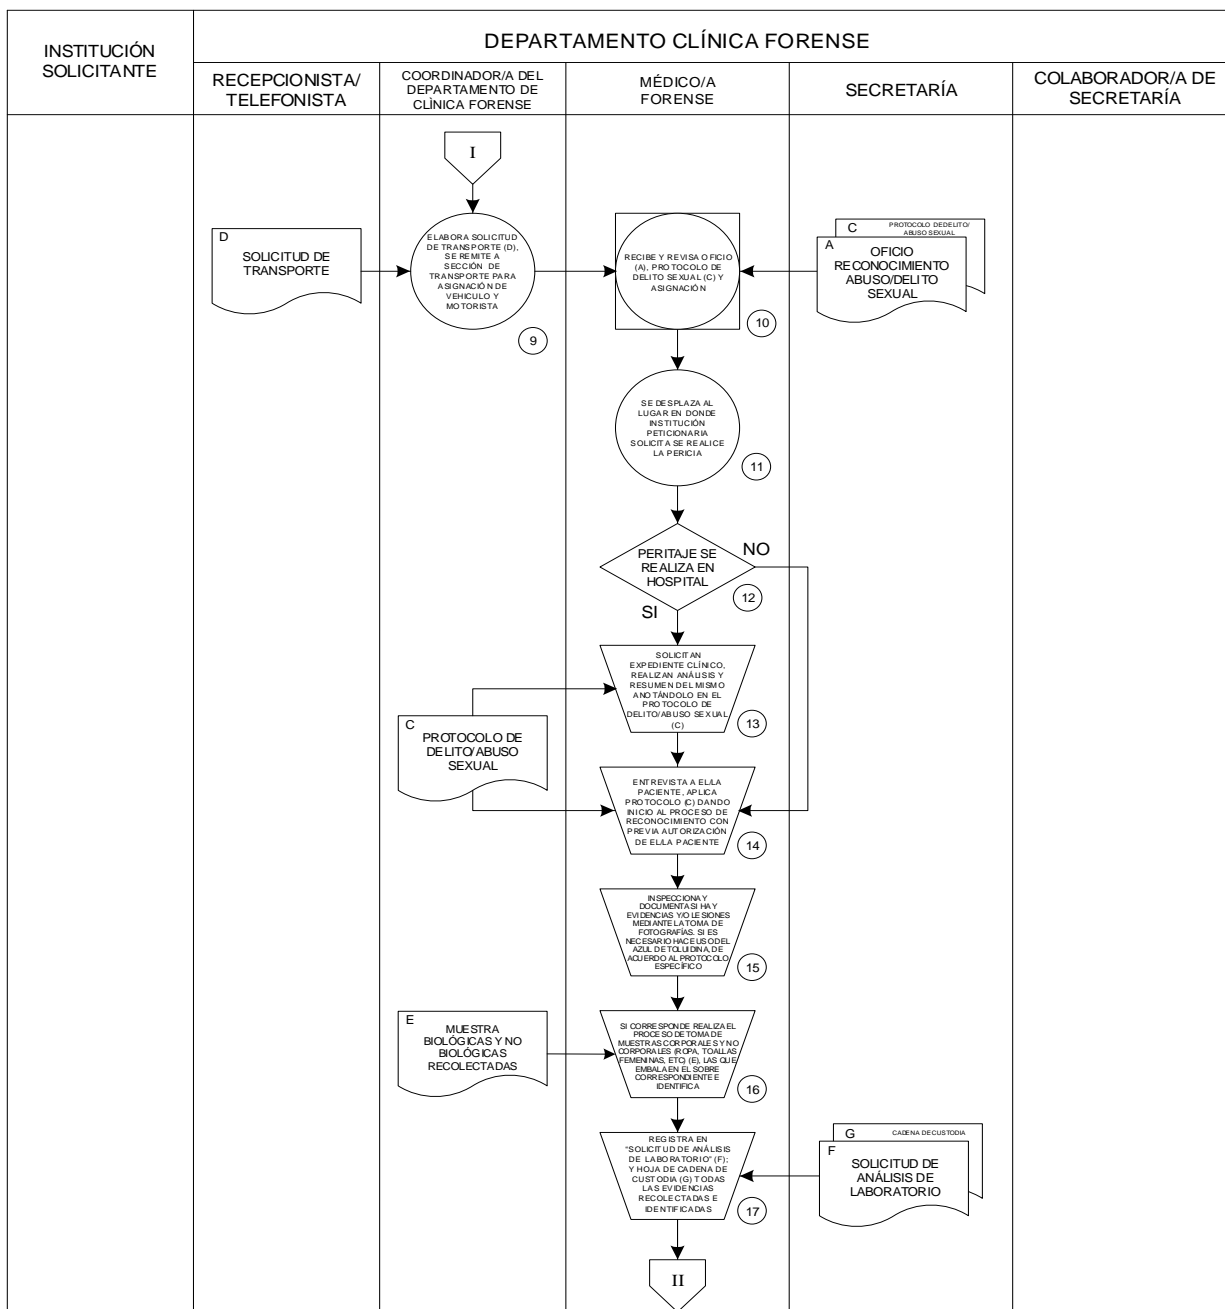 INSTITUCIÓN
SOLICITANTE
DEPARTAMENTO CLÍNICA FORENSE
RECEPCIONISTA/
TELEFONISTA
COORDINADOR/A DEL
DEPARTAMENTO DE
CLÌNICA FORENSE
MÉDICO/A
FORENSE
SECRETARÍA
COLABORADOR/A DE
SECRETARÍA
I
D
SOLICITUD DE
TRANSPORTE
ELABORA SOLICITUD
DE TRANSPORTE (D),
SE REMITE A
SECCIÓN DE
TRANSPORTE PARA
ASIGNACIÓN DE
VEHICULO Y
MOTORISTA
9
RECIBE Y REVISA OFICIO
(A), PROTOCOLO DE
DELITO SEXUAL (C) Y
ASIGNACIÓN
10
C
PROTOCOLO DE DELITO/
ABUSO SEXUAL
A
OFICIO
RECONOCIMIENTO
ABUSO/DELITO
SEXUAL
SE DESPLAZA AL
LUGAR EN DONDE
INSTITUCIÓN
PETICIONARIA
SOLICITA SE REALICE
LA PERICIA
11
PERITAJE SE
REALIZA EN
HOSPITAL
NO
12
SI
SOLICITAN
EXPEDIENTE CLÍNICO,
REALIZAN ANÁLISIS Y
RESUMEN DEL MISMO
ANOTÁNDOLO EN EL
PROTOCOLO DE
DELITO/ABUSO SEXUAL
(C)
13
C
PROTOCOLO DE
DELITO/ABUSO
SEXUAL
ENTREVISTA A EL/LA
PACIENTE, APLICA
PROTOCOLO (C) DANDO
INICIO AL PROCESO DE
RECONOCIMIENTO CON
PREVIA AUTORIZACIÓN
DE EL/LA PACIENTE
14
INSPECCIONA Y
DOCUMENTA SI HAY
EVIDENCIAS Y/O LESIONES
MEDIANTE LA TOMA DE
FOTOGRAFÍAS. SI ES
NECESARIO HACE USO DEL
AZUL DE TOLUIDINA, DE
ACUERDO AL PROTOCOLO
ESPECÍFICO
15
E
MUESTRA
BIOLÓGICAS Y NO
BIOLÓGICAS
RECOLECTADAS
SI CORRESPONDE REALIZA EL
PROCESO DE TOMA DE
MUESTRAS CORPORALES Y NO
CORPORALES (ROPA, TOALLAS
FEMENINAS, ETC) (E), LAS QUE
EMBALA EN EL SOBRE
CORRESPONDIENTE E
IDENTIFICA
16
REGISTRA EN
"SOLICITUD DE ANÁLISIS
DE LABORATORIO" (F);
Y HOJA DE CADENA DE
CUSTODIA (G) TODAS
LAS EVIDENCIAS
RECOLECTADAS E
IDENTIFICADAS
17
G
CADENA DE CUSTODIA
F
SOLICITUD DE
ANÁLISIS DE
LABORATORIO
II